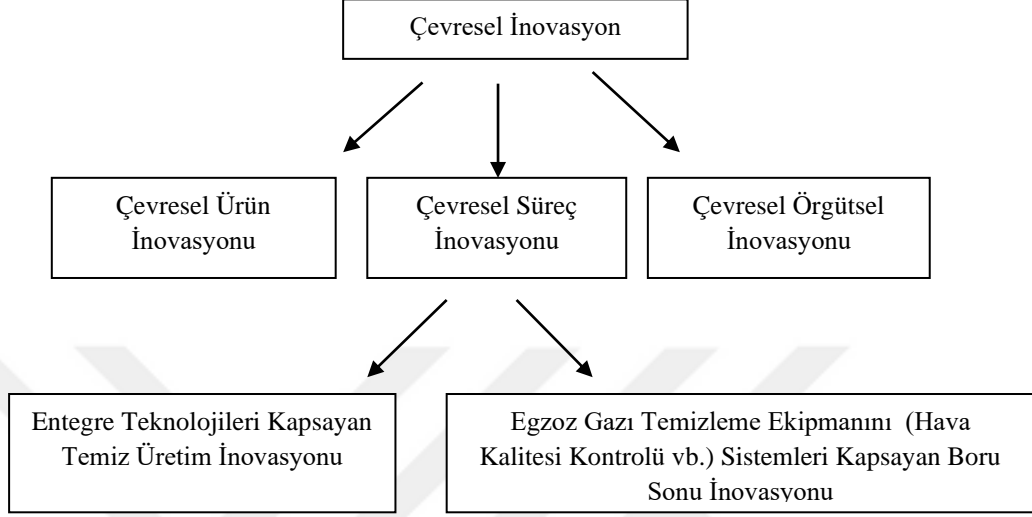 Çevresel İnovasyon
Çevresel Ürün
İnovasyonu
Çevresel Süreç
İnovasyonu
Çevresel Örgütsel
İnovasyonu
Entegre Teknolojileri Kapsayan
Temiz Üretim İnovasyonu
Egzoz Gazı Temizleme Ekipmanını (Hava
Kalitesi Kontrolü vb.) Sistemleri Kapsayan Boru
Sonu İnovasyonu